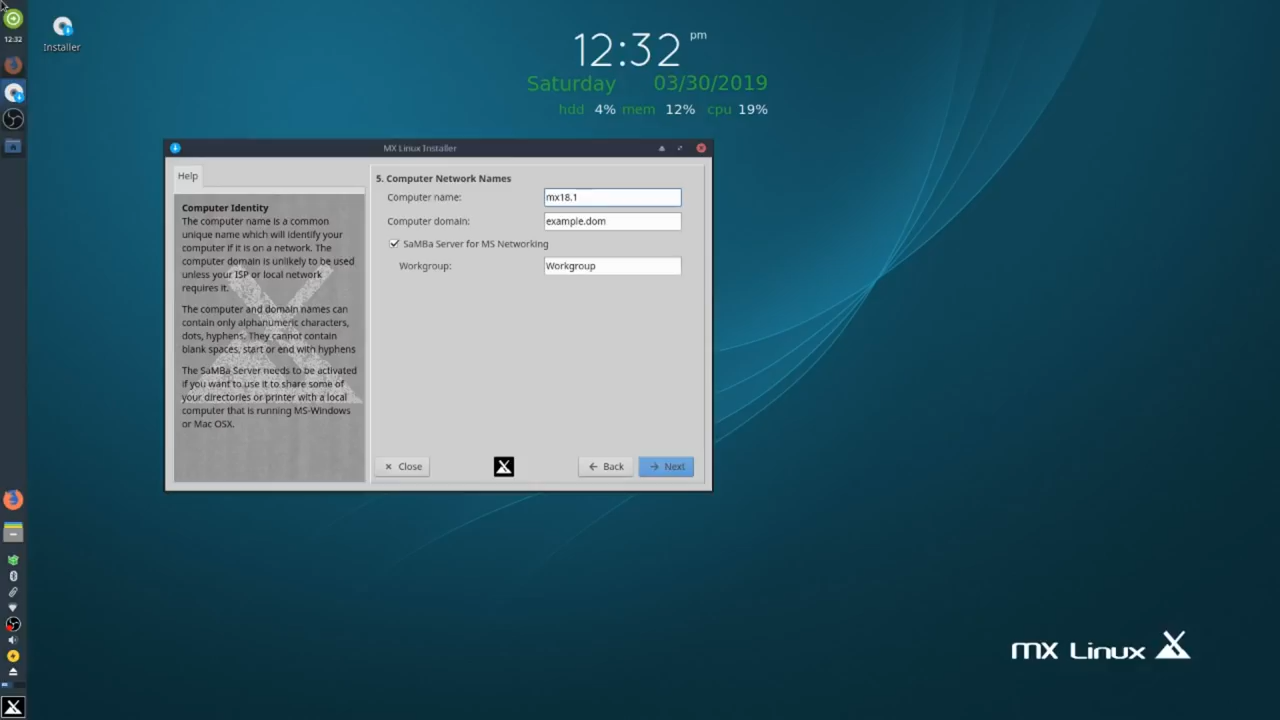 12:32
Installer
12:32 pm
Saturday 03/30/2019
hdd 4% mem 12% cpu 19%
MX Linux Installer
Help
Computer Identity
The computer name is a common
unique name which will identify your
computer if it is on a network. The
computer domain is unlikely to be used
unless your ISP or local network
requires it.
The computer and domain names can
contain only alphanumeric characters,
dots, hyphens. They cannot contain
blank spaces, start or end with hyphens
The SaMBa Server needs to be activated
if you want to use it to share some of
your directories or printer with a local
computer that is running MS-Windows
or Mac OSX.
5. Computer Network Names
Computer name: mx18.1
Computer domain: example.dom
SaMBa Server for MS Networking
Workgroup: Workgroup
Close
Back
Next
MX Linux